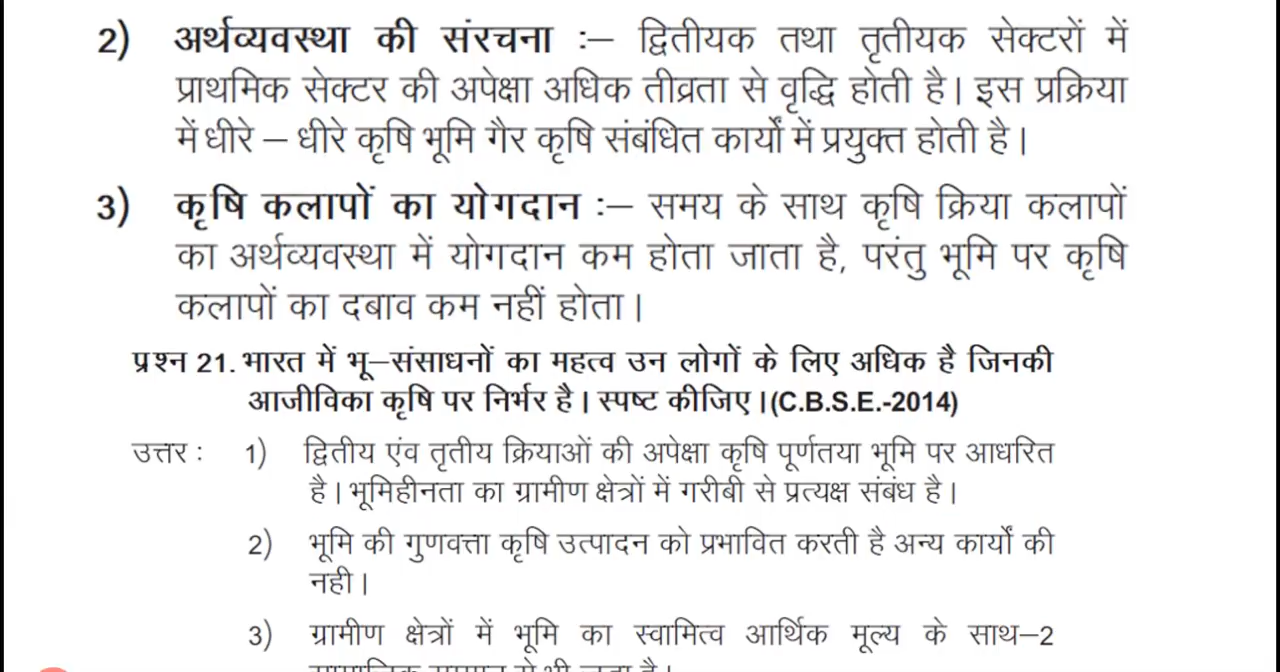 2) अर्थव्यवस्था की संरचना :– द्वितीयक तथा तृतीयक सेक्टरों में
प्राथमिक सेक्टर की अपेक्षा अधिक तीव्रता से वृद्धि होती है। इस प्रक्रिया
में धीरे – धीरे कृषि भूमि गैर कृषि संबंधित कार्यों में प्रयुक्त होती है।
3) कृषि कलापों का योगदान :– समय के साथ कृषि क्रिया कलापों
का अर्थव्यवस्था में योगदान कम होता जाता है, परंतु भूमि पर कृषि
कलापों का दबाव कम नहीं होता।
प्रश्न 21. भारत में भू–संसाधनों का महत्व उन लोगों के लिए अधिक है जिनकी
आजीविका कृषि पर निर्भर है। स्पष्ट कीजिए।(C.B.S.E.-2014)
उत्तर : 1) द्वितीय एंव तृतीय क्रियाओं की अपेक्षा कृषि पूर्णतया भूमि पर आधरित
है। भूमिहीनता का ग्रामीण क्षेत्रों में गरीबी से प्रत्यक्ष संबंध है।
2) भूमि की गुणवत्ता कृषि उत्पादन को प्रभावित करती है अन्य कार्यों की
नही।
3) ग्रामीण क्षेत्रों में भूमि का स्वामित्व आर्थिक मूल्य के साथ–2